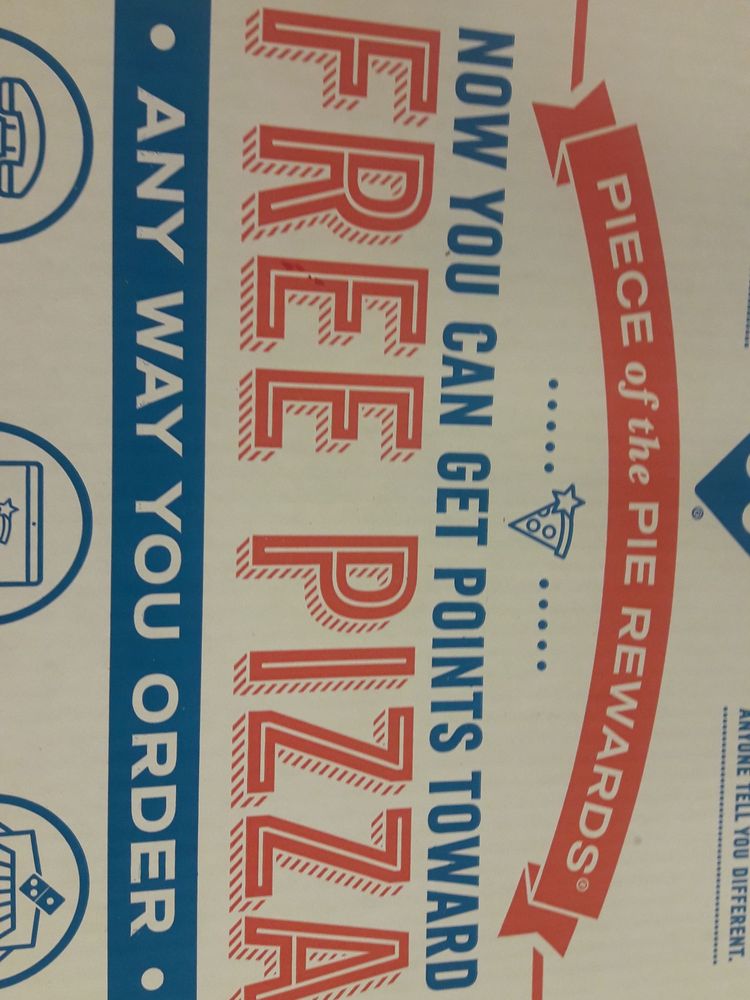 ANYONE TELL YOU DIFFERENT.
®
PIECE of the PIE REWARDS®
NOW YOU CAN GET POINTS TOWARD
FREE PIZZA
• ANY WAY YOU ORDER •